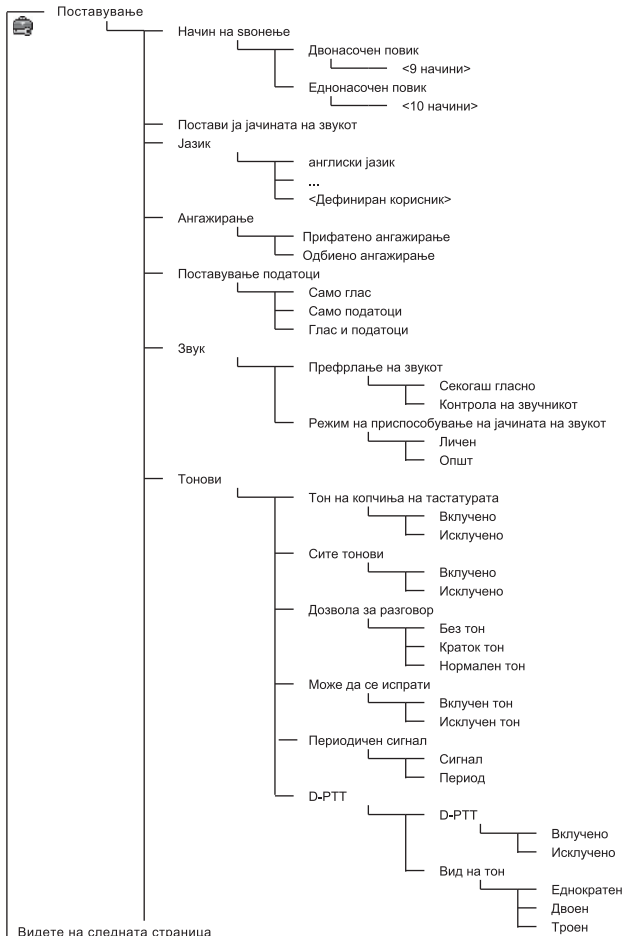 Поставување
Начин на ѕвонење
Двонасочен повик
<9 начини>
Еднонасочен повик
<10 начини>
Постави ја јачината на звукот
Јазик
англиски јазик
...
<Дефиниран корисник>
Ангажирање
Прифатено ангажирање
Одбиено ангажирање
Поставување податоци
Само глас
Само податоци
Глас и податоци
Звук
Префрлање на звукот
Секогаш гласно
Контрола на звучникот
Режим на приспособување на јачината на звукот
Личен
Општ
Тонови
Тон на копчиња на тастатурата
Вклучено
Исклучено
Сите тонови
Вклучено
Исклучено
Дозвола за разговор
Без тон
Краток тон
Нормален тон
Може да се испрати
Вклучен тон
Исклучен тон
Периодичен сигнал
Сигнал
Период
D-PTT
D-PTT
Вклучено
Исклучено
Вид на тон
Еднократен
Двоен
Троен
Видете на следната страница